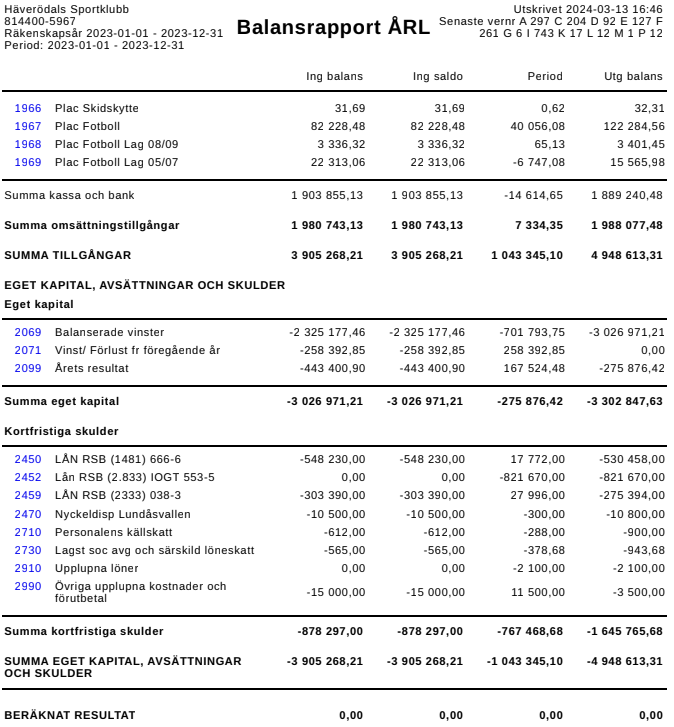 Häverödals Sportklubb
814400-5967
Räkenskapsår 2023-01-01 - 2023-12-31
Period: 2023-01-01 - 2023-12-31
Balansrapport ÅRL
Utskrivet 2024-03-13 16:46
Senaste vernr A 297 C 204 D 92 E 127 F
261 G 6 I 743 K 17 L 12 M 1 P 12
Ing balans Ing saldo Period Utg balans
1966 Plac Skidskytte 31,69 31,69 0,62 32,31
1967 Plac Fotboll 82 228,48 82 228,48 40 056,08 122 284,56
1968 Plac Fotboll Lag 08/09 3 336,32 3 336,32 65,13 3 401,45
1969 Plac Fotboll Lag 05/07 22 313,06 22 313,06 -6 747,08 15 565,98
Summa kassa och bank 1 903 855,13 1 903 855,13 -14 614,65 1 889 240,48
Summa omsättningstillgångar 1 980 743,13 1 980 743,13 7 334,35 1 988 077,48
SUMMA TILLGÅNGAR 3 905 268,21 3 905 268,21 1 043 345,10 4 948 613,31
EGET KAPITAL, AVSÄTTNINGAR OCH SKULDER
Eget kapital
2069 Balanserade vinster -2 325 177,46 -2 325 177,46 -701 793,75 -3 026 971,21
2071 Vinst/ Förlust fr föregående år -258 392,85 -258 392,85 258 392,85 0,00
2099 Årets resultat -443 400,90 -443 400,90 167 524,48 -275 876,42
Summa eget kapital -3 026 971,21 -3 026 971,21 -275 876,42 -3 302 847,63
Kortfristiga skulder
2450 LÅN RSB (1481) 666-6 -548 230,00 -548 230,00 17 772,00 -530 458,00
2452 Lån RSB (2.833) IOGT 553-5 0,00 0,00 -821 670,00 -821 670,00
2459 LÅN RSB (2333) 038-3 -303 390,00 -303 390,00 27 996,00 -275 394,00
2470 Nyckeldisp Lundåsvallen -10 500,00 -10 500,00 -300,00 -10 800,00
2710 Personalens källskatt -612,00 -612,00 -288,00 -900,00
2730 Lagst soc avg och särskild löneskatt -565,00 -565,00 -378,68 -943,68
2910 Upplupna löner 0,00 0,00 -2 100,00 -2 100,00
2990 Övriga upplupna kostnader och
förutbetal -15 000,00 -15 000,00 11 500,00 -3 500,00
Summa kortfristiga skulder -878 297,00 -878 297,00 -767 468,68 -1 645 765,68
SUMMA EGET KAPITAL, AVSÄTTNINGAR -3 905 268,21 -3 905 268,21 -1 043 345,10 -4 948 613,31
OCH SKULDER
BERÄKNAT RESULTAT 0,00 0,00 0,00 0,00